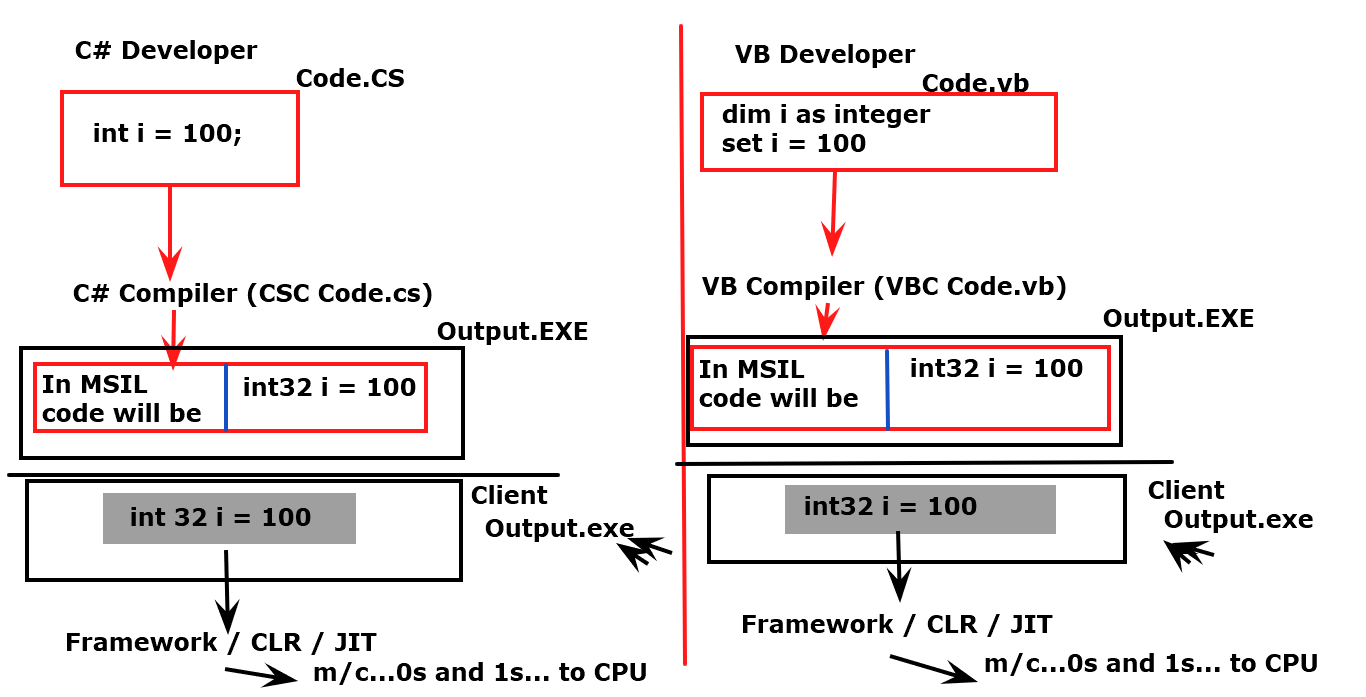 C# Developer
Code.CS
int i = 100;
C# Compiler (CSC Code.cs)
Output.EXE
In MSIL
code will be
int32 i = 100
Client
int 32 i = 100
Output.exe
Framework / CLR / JIT
m/c...0s and 1s... to CPU
VB Developer
Code.vb
dim i as integer
set i = 100
VB Compiler (VBC Code.vb)
Output.EXE
In MSIL
code will be
int32 i = 100
Client
int32 i = 100
Output.exe
Framework / CLR / JIT
m/c...0s and 1s... to CPU